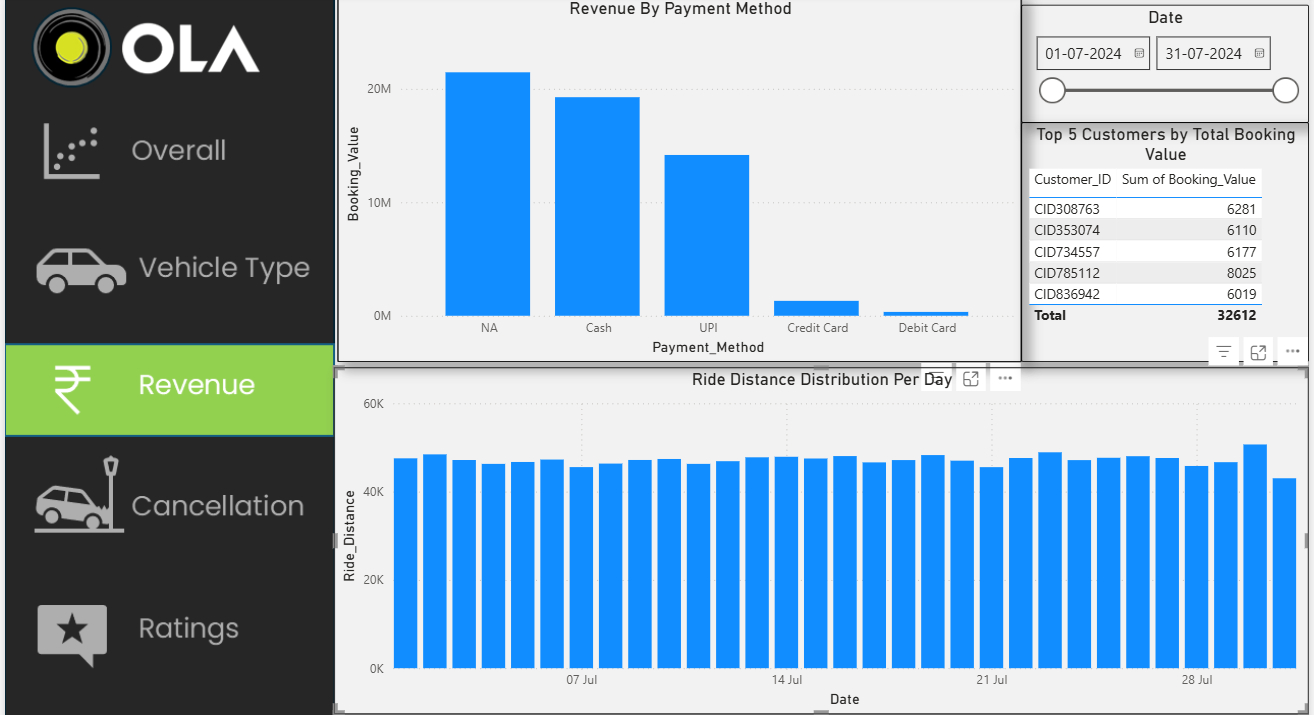 OLA
Overall
Vehicle Type
₹ Revenue
Cancellation
Ratings
Revenue By Payment Method
Booking_Value
20M
10M
0M
NA Cash UPI Credit Card Debit Card
Payment_Method
Date
01-07-2024 31-07-2024
Top 5 Customers by Total Booking
Value
Customer_ID Sum of Booking_Value
CID308763 6281
CID353074 6110
CID734557 6177
CID785112 8025
CID836942 6019
Total 32612
Ride Distance Distribution Per Day
Ride_Distance
60K
40K
20K
0K
07 Jul 14 Jul 21 Jul 28 Jul
Date